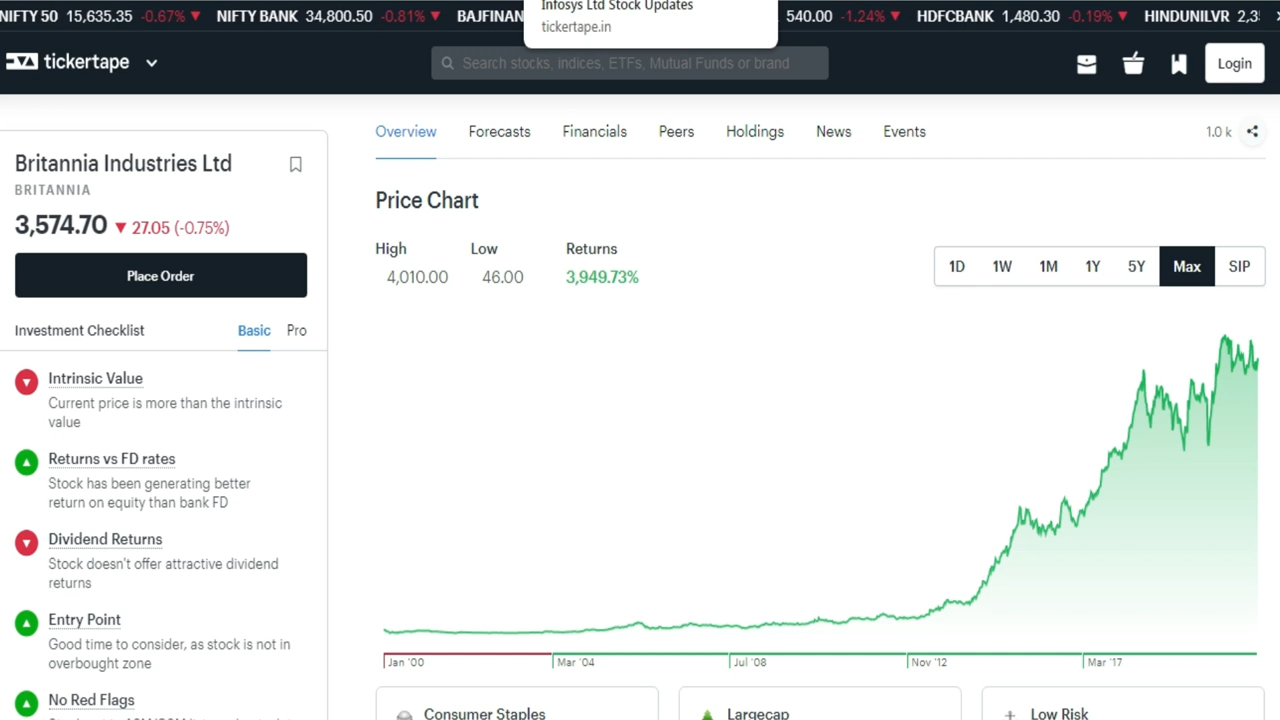 NIFTY 50 15,635.35 -0.67% ▼ NIFTY BANK 34,800.50 -0.81% ▼ BAJFINAN 540.00 -1.24% ▼ HDFCBANK 1,480.30 -0.19% ▼ HINDUNILVR
Infosys Ltd Stock Updates
tickertape.in
tickertape
Search stocks, indices, ETFs, Mutual Funds or brand
Login
Overview Forecasts Financials Peers Holdings News Events
1.0 k
Britannia Industries Ltd
BRITANNIA
3,574.70 ▼ 27.05 (-0.75%)
Place Order
Investment Checklist Basic Pro
Intrinsic Value
Current price is more than the intrinsic
value
Returns vs FD rates
Stock has been generating better
return on equity than bank FD
Dividend Returns
Stock doesn't offer attractive dividend
returns
Entry Point
Good time to consider, as stock is not in
overbought zone
No Red Flags
Price Chart
High Low Returns
4,010.00 46.00 3,949.73%
1D 1W 1M 1Y 5Y Max SIP
Jan '00 Mar '04 Jul '08 Nov '12 Mar '17
Consumer Staples Largecap Low Risk